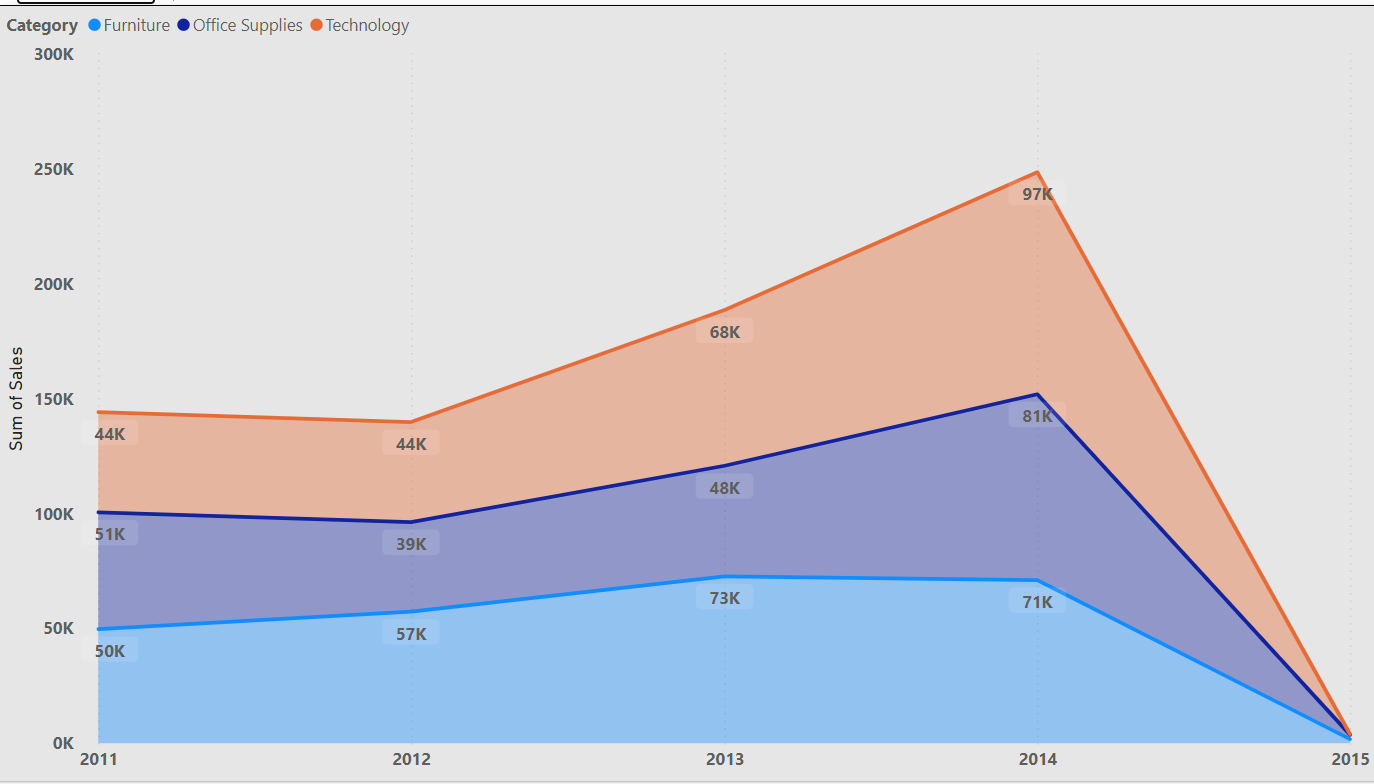 Category Furniture Office Supplies Technology
300K
250K
200K
150K
100K
50K
0K
Sum of Sales
44K
44K
68K
97K
51K
39K
48K
81K
50K
57K
73K
71K
2011 2012 2013 2014 2015